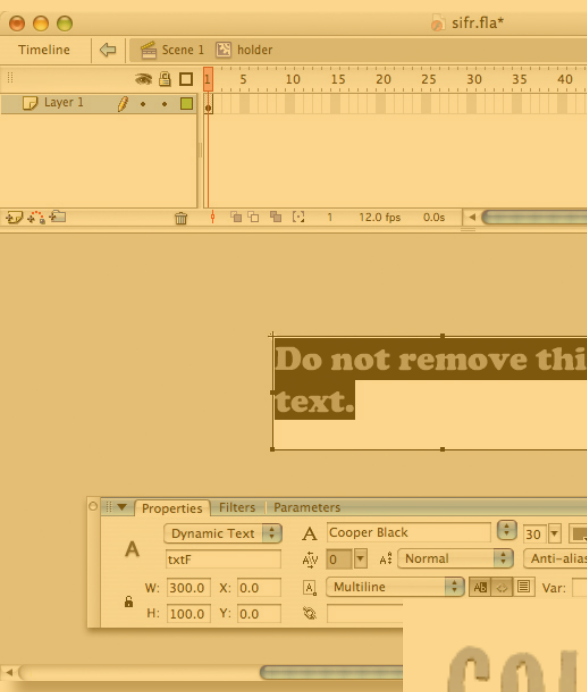 sifr.fla*
Timeline Scene 1 holder
1 5 10 15 20 25 30 35 40
Layer 1
1 12.0 fps 0.0s
Do not remove thi
text.
Properties Filters Parameters
A Dynamic Text A Cooper Black 30
txtF A/V 0 A Normal Anti-alias
W: 300.0 X: 0.0 A Multiline AB <> Var:
H: 100.0 Y: 0.0